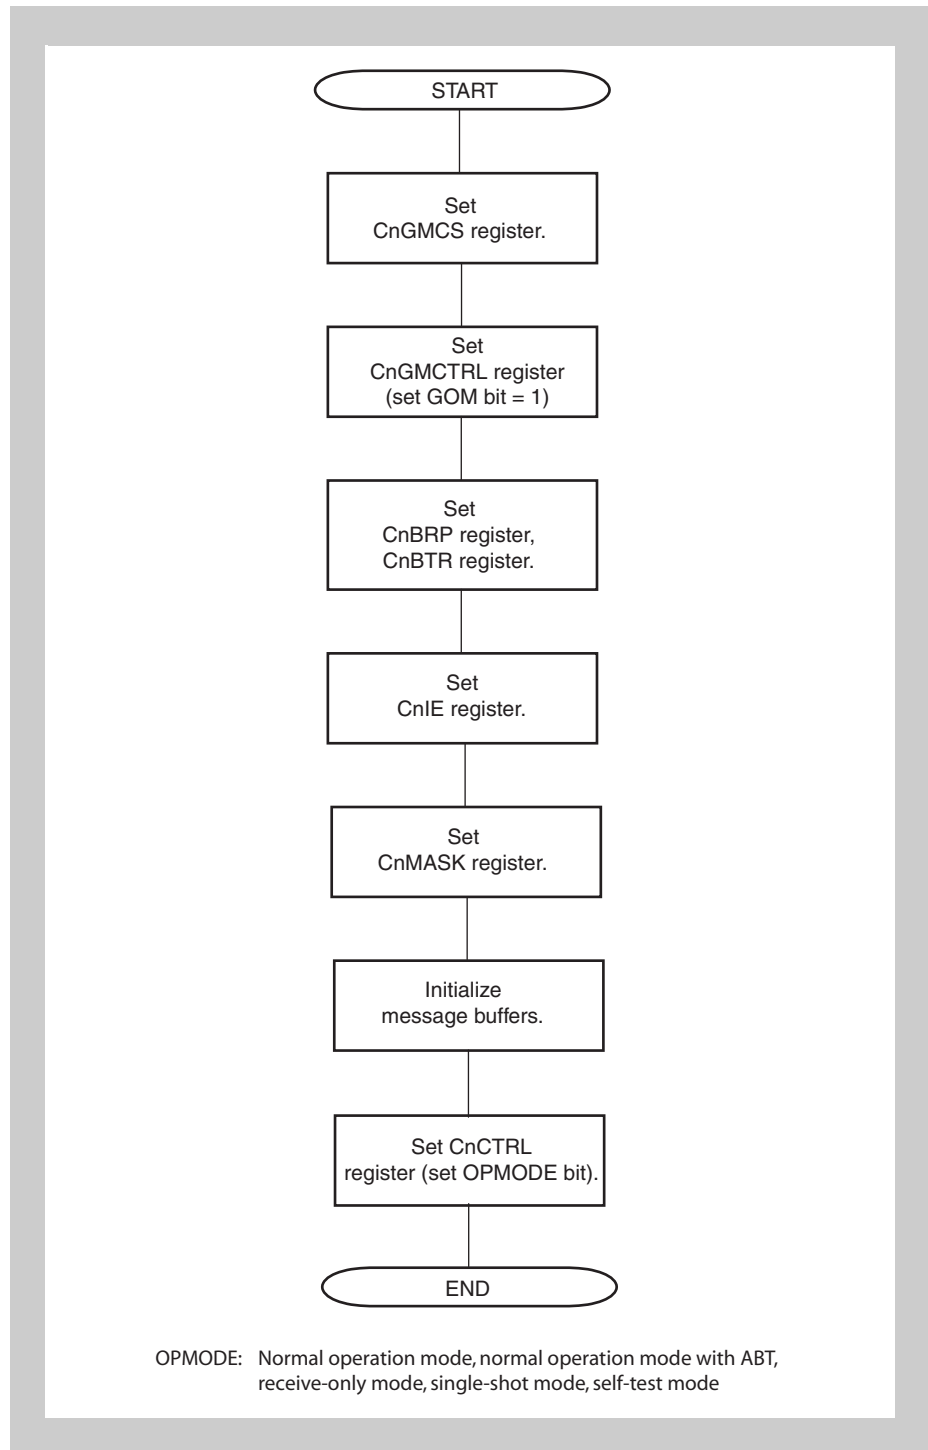 START
Set
CnGMCS register.
Set
CnGMCTRL register
(set GOM bit = 1)
Set
CnBRP register,
CnBTR register.
Set
CnIE register.
Set
CnMASK register.
Initialize
message buffers.
Set CnCTRL
register (set OPMODE bit).
END
OPMODE: Normal operation mode, normal operation mode with ABT,
receive-only mode, single-shot mode, self-test mode